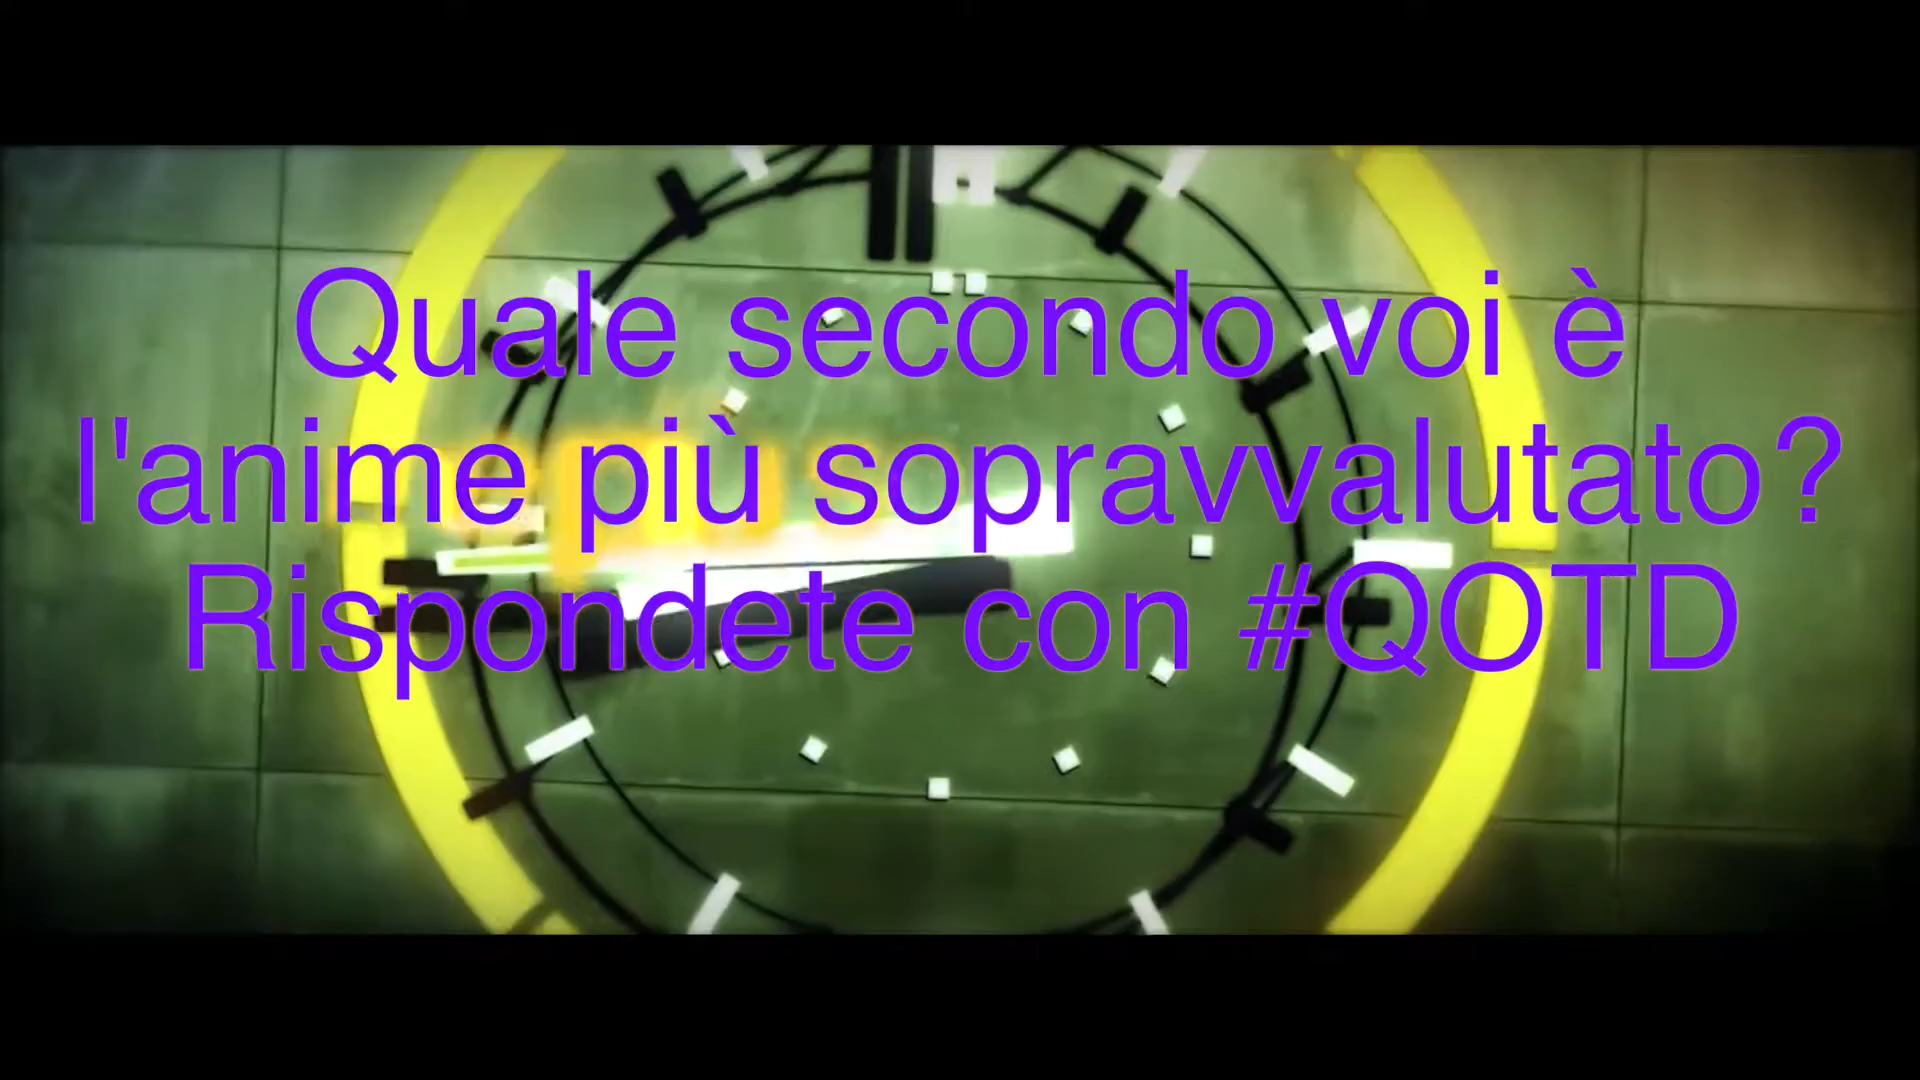 Quale secondo voi è
l'anime più sopravvalutato?
Rispondete con #QOTD